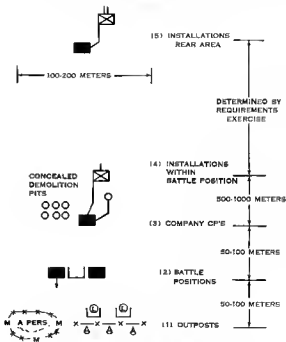 (5) INSTALLATIONS
REAR AREA
100-200 METERS
DETERMINED BY
REQUIREMENTS
EXERCISE
(4) INSTALLATIONS
WITHIN
BATTLE POSITION
CONCEALED
DEMOLITION
PITS
500-1000 METERS
(3) COMPANY CP'S
50-100 METERS
(2) BATTLE
POSITIONS
50-100 METERS
M A PERS. M
(1) OUTPOSTS